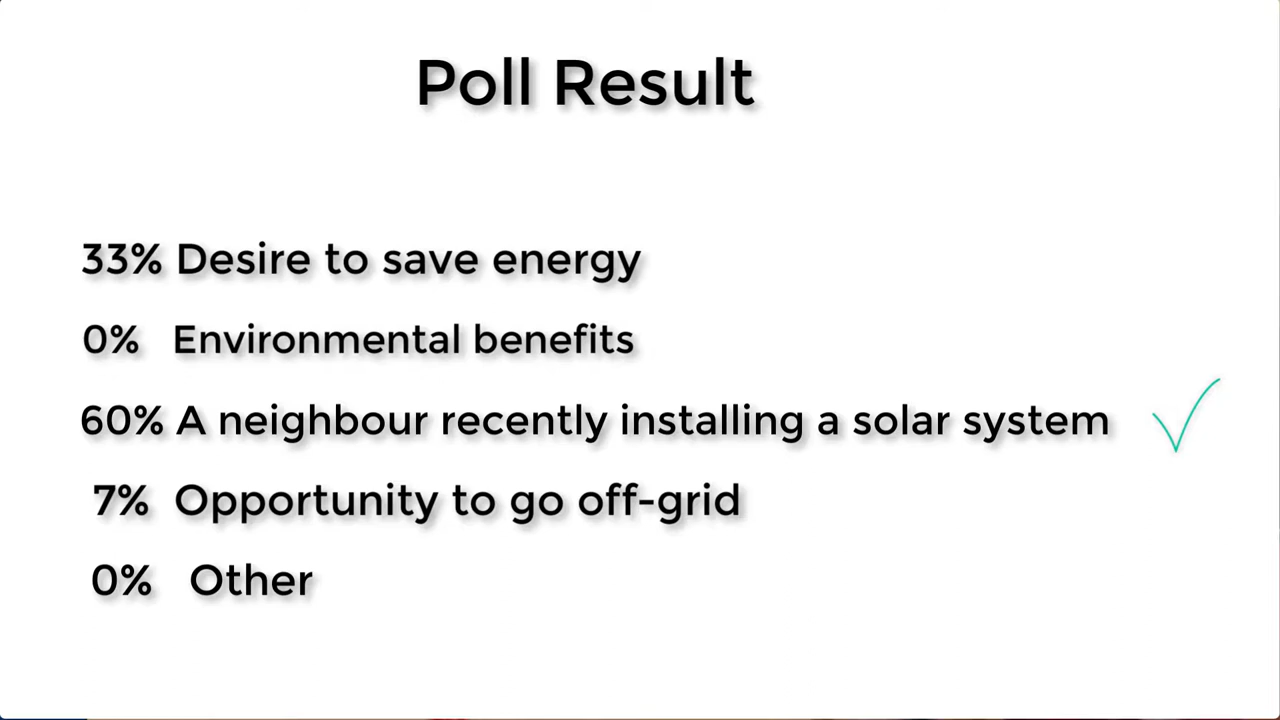 Poll Result
33% Desire to save energy
0% Environmental benefits
60% A neighbour recently installing a solar system
7% Opportunity to go off-grid
0% Other